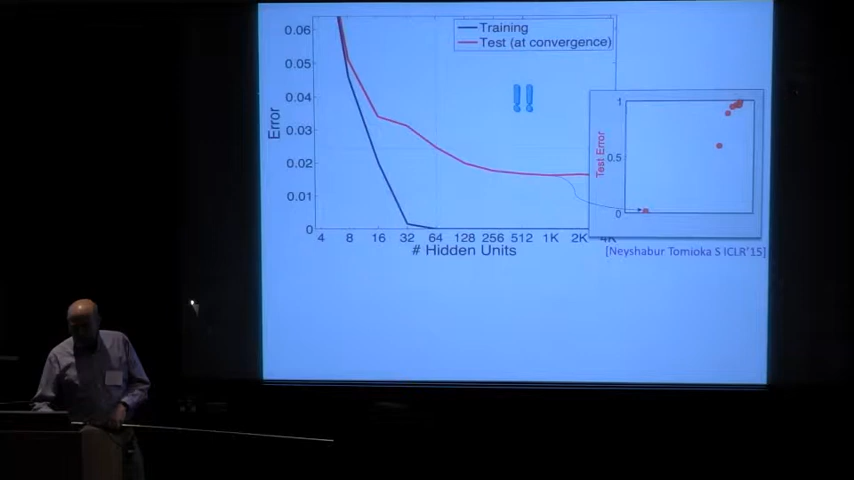 Training
Test (at convergence)
!!
0.06
0.05
0.04
0.03
0.02
0.01
0
Error
4 8 16 32 64 128 256 512 1K 2K 4K
# Hidden Units
1
0.5
0
Test Error
[Neyshabur Tomioka S ICLR'15]